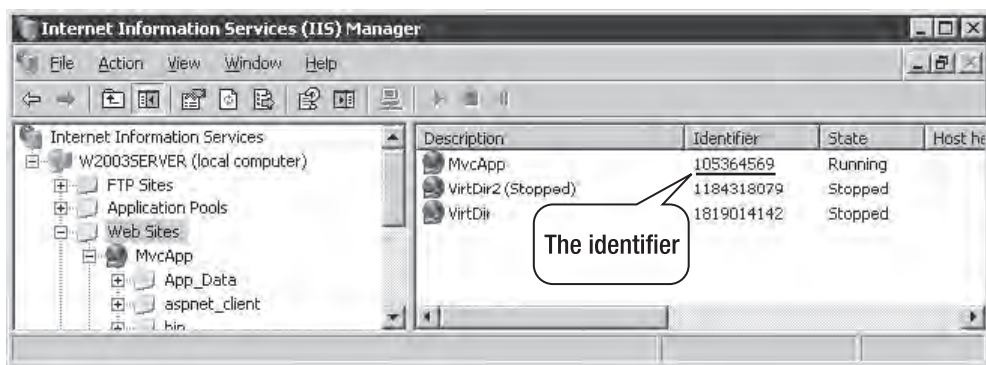 Internet Information Services (IIS) Manager
File Action View Window Help
Internet Information Services
W2003SERVER (local computer)
FTP Sites
Application Pools
Web Sites
MvcApp
App_Data
aspnet_client
bin
Description Identifier State Host he
MvcApp 105364569 Running
VirtDir2 (Stopped) 1184318079 Stopped
VirtDir 1819014142 Stopped
The identifier